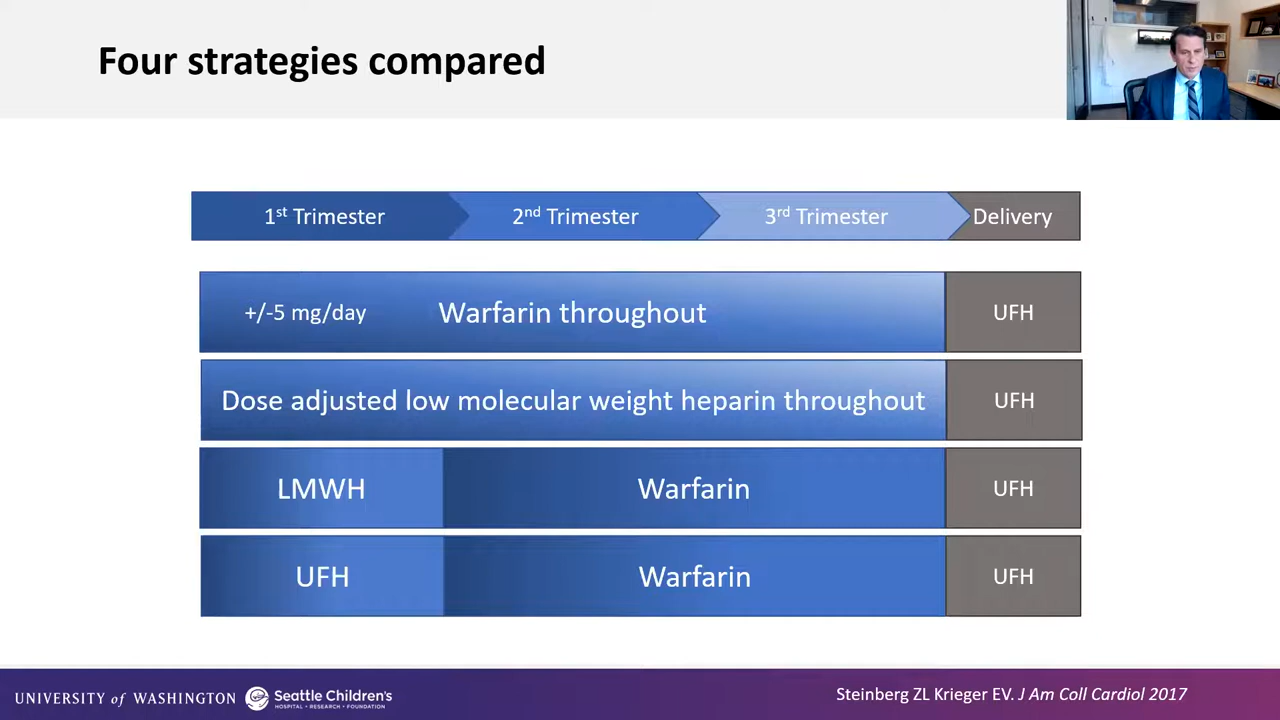 Four strategies compared
1st Trimester
2nd Trimester
3rd Trimester
Delivery
+/-5 mg/day
Warfarin throughout
UFH
Dose adjusted low molecular weight heparin throughout
UFH
LMWH
Warfarin
UFH
UFH
Warfarin
UFH
UNIVERSITY of WASHINGTON
Seattle Children's
HOSPITAL • RESEARCH • FOUNDATION
Steinberg ZL Krieger EV. J Am Coll Cardiol 2017